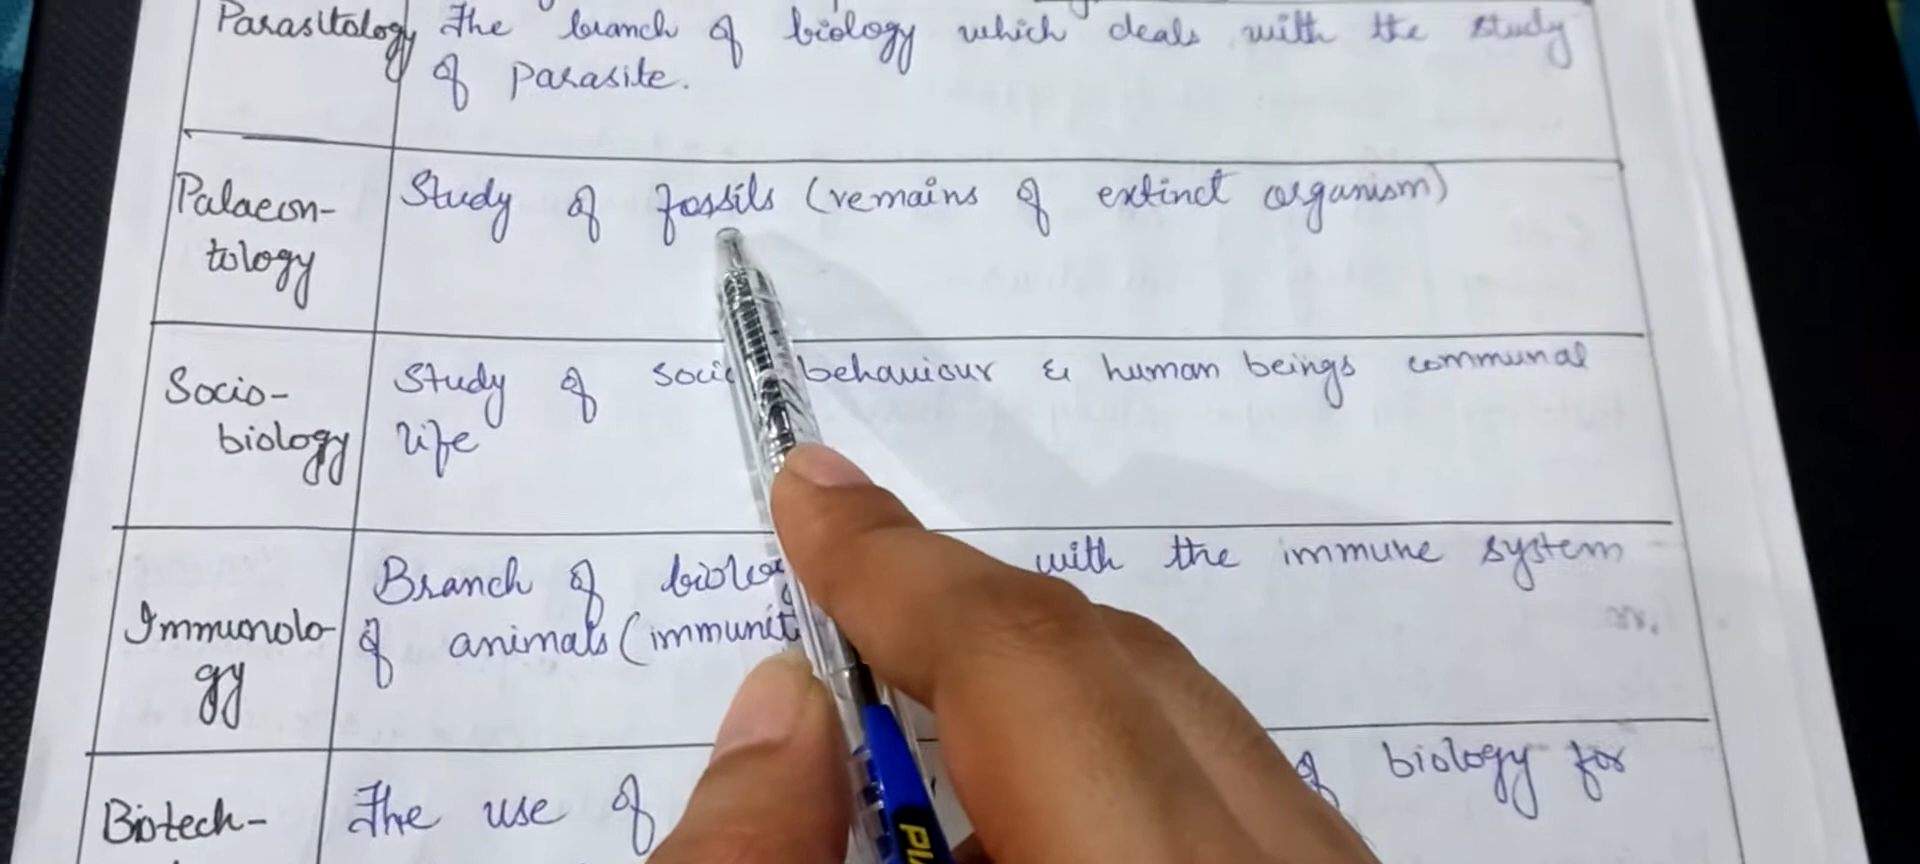 Parasitology The branch of biology which deals with the study
of parasite.
Palaeon-
tology
Study of fossils (remains of extinct organism)
Socio-
biology
Study of behaviour & human beings communal
life
Immunolo-
gy
Branch of with the immune system
of animals
Biotech-
The use of of biology for